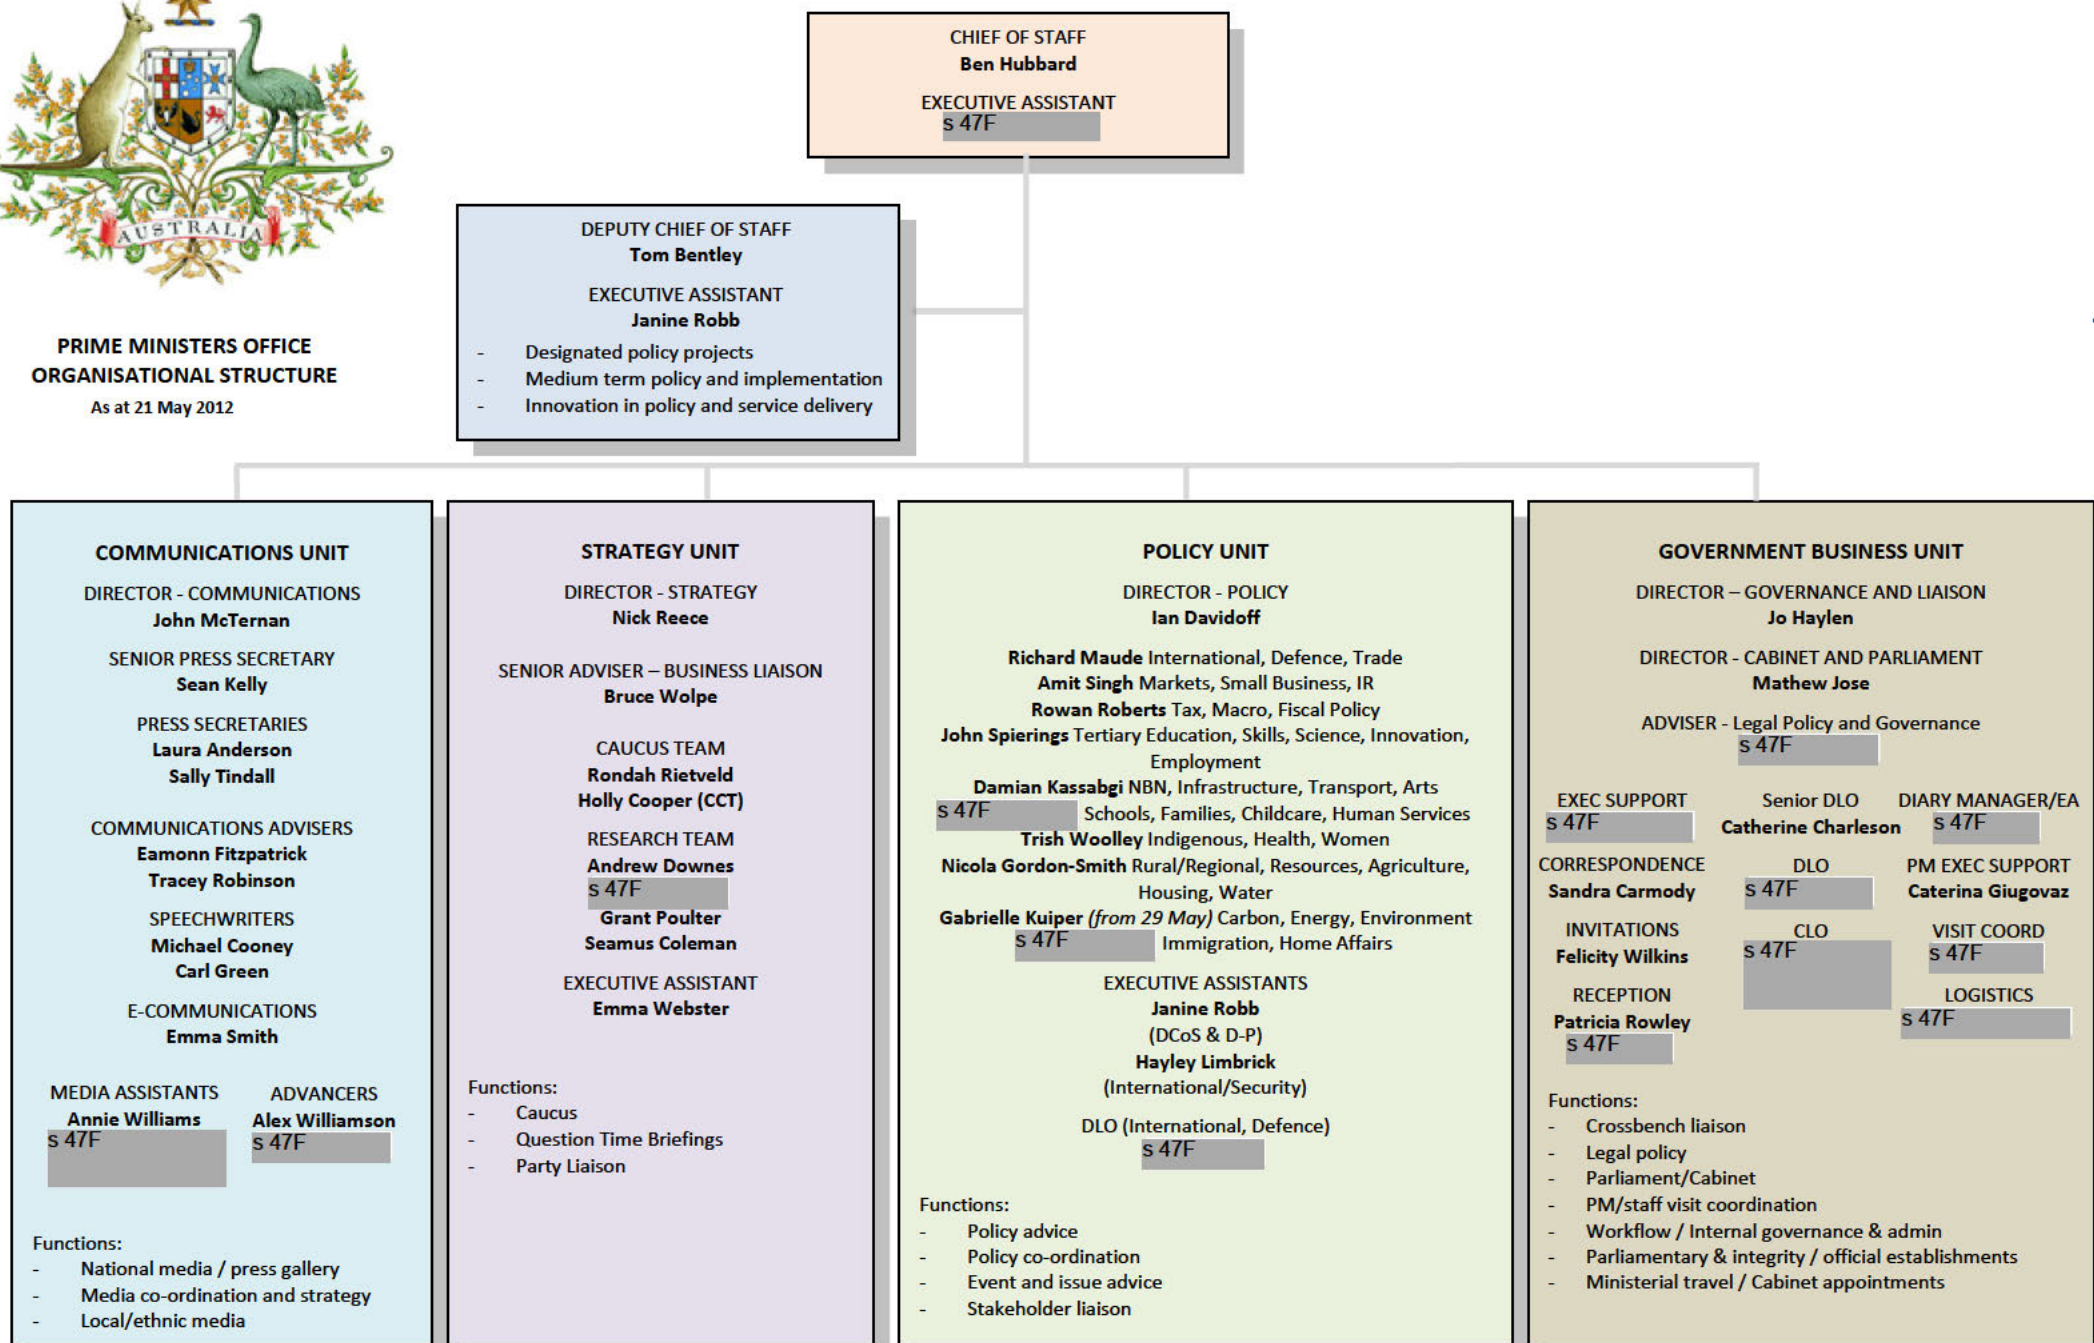 AUSTRALIA
PRIME MINISTERS OFFICE
ORGANISATIONAL STRUCTURE
As at 21 May 2012
CHIEF OF STAFF
Ben Hubbard
EXECUTIVE ASSISTANT
s 47F
DEPUTY CHIEF OF STAFF
Tom Bentley
EXECUTIVE ASSISTANT
Janine Robb
- Designated policy projects
- Medium term policy and implementation
- Innovation in policy and service delivery
COMMUNICATIONS UNIT
DIRECTOR - COMMUNICATIONS
John McTernan
SENIOR PRESS SECRETARY
Sean Kelly
PRESS SECRETARIES
Laura Anderson
Sally Tindall
COMMUNICATIONS ADVISERS
Eamonn Fitzpatrick
Tracey Robinson
SPEECHWRITERS
Michael Cooney
Carl Green
E-COMMUNICATIONS
Emma Smith
MEDIA ASSISTANTS
Annie Williams
s 47F
ADVANCERS
Alex Williamson
s 47F
Functions:
- National media / press gallery
- Media co-ordination and strategy
- Local/ethnic media
STRATEGY UNIT
DIRECTOR - STRATEGY
Nick Reece
SENIOR ADVISER – BUSINESS LIAISON
Bruce Wolpe
CAUCUS TEAM
Rondah Rietveld
Holly Cooper (CCT)
RESEARCH TEAM
Andrew Downes
s 47F
Grant Poulter
Seamus Coleman
EXECUTIVE ASSISTANT
Emma Webster
Functions:
- Caucus
- Question Time Briefings
- Party Liaison
POLICY UNIT
DIRECTOR - POLICY
Ian Davidoff
Richard Maude International, Defence, Trade
Amit Singh Markets, Small Business, IR
Rowan Roberts Tax, Macro, Fiscal Policy
John Spierings Tertiary Education, Skills, Science, Innovation,
Employment
Damian Kassabgi NBN, Infrastructure, Transport, Arts
s 47F Schools, Families, Childcare, Human Services
Trish Woolley Indigenous, Health, Women
Nicola Gordon-Smith Rural/Regional, Resources, Agriculture,
Housing, Water
Gabrielle Kuiper (from 29 May) Carbon, Energy, Environment
s 47F Immigration, Home Affairs
EXECUTIVE ASSISTANTS
Janine Robb
(DCoS & D-P)
Hayley Limbrick
(International/Security)
DLO (International, Defence)
s 47F
Functions:
- Policy advice
- Policy co-ordination
- Event and issue advice
- Stakeholder liaison
GOVERNMENT BUSINESS UNIT
DIRECTOR – GOVERNANCE AND LIAISON
Jo Haylen
DIRECTOR - CABINET AND PARLIAMENT
Mathew Jose
ADVISER - Legal Policy and Governance
s 47F
EXEC SUPPORT
s 47F
CORRESPONDENCE
Sandra Carmody
INVITATIONS
Felicity Wilkins
RECEPTION
Patricia Rowley
s 47F
Senior DLO
Catherine Charleson
DLO
s 47F
CLO
s 47F
DIARY MANAGER/EA
s 47F
PM EXEC SUPPORT
Caterina Giugovaz
VISIT COORD
s 47F
LOGISTICS
s 47F
Functions:
- Crossbench liaison
- Legal policy
- Parliament/Cabinet
- PM/staff visit coordination
- Workflow / Internal governance & admin
- Parliamentary & integrity / official establishments
- Ministerial travel / Cabinet appointments